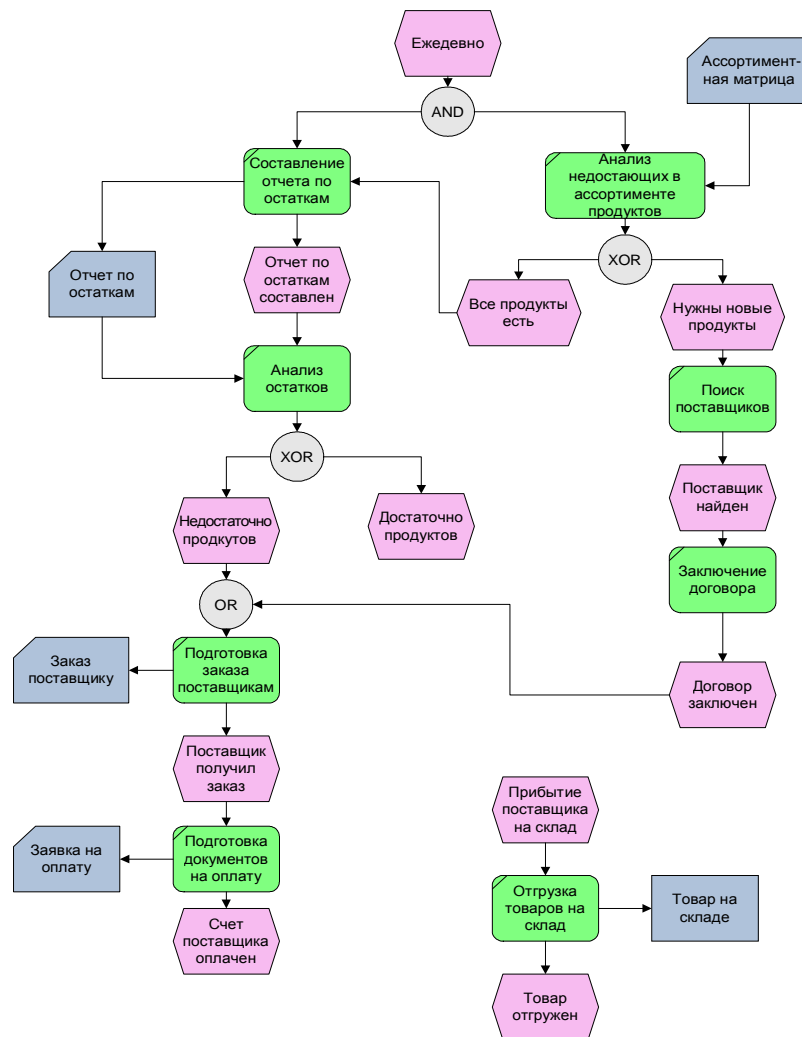 Ежедевно
Ассортимент-
ная матрица
AND
Составление
отчета по
остаткам
Анализ
недостающих в
ассортименте
продуктов
XOR
Отчет по
остаткам
Отчет по
остаткам
составлен
Все продукты
есть
Нужны новые
продукты
Анализ
остатков
Поиск
поставщиков
XOR
Поставщик
найден
Недостаточно
продкутов
Достаточно
продуктов
Заключение
договора
OR
Заказ
поставщику
Подготовка
заказа
поставщикам
Договор
заключен
Поставщик
получил
заказ
Прибытие
поставщика
на склад
Заявка на
оплату
Подготовка
документов
на оплату
Отгрузка
товаров на
склад
Товар на
складе
Счет
поставщика
оплачен
Товар
отгружен